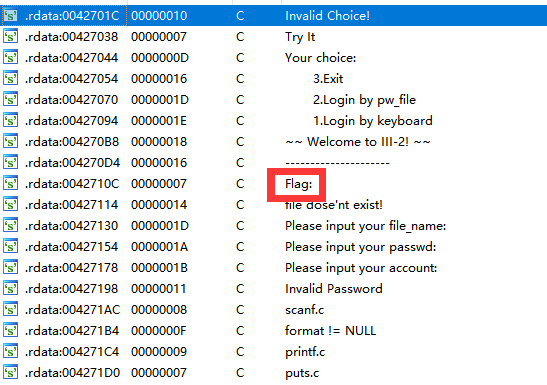 .rdata:0042701C 00000010 C Invalid Choice!
.rdata:00427038 00000007 C Try It
.rdata:00427044 0000000D C Your choice:
.rdata:00427054 00000016 C 3.Exit
.rdata:00427070 0000001D C 2.Login by pw_file
.rdata:00427094 0000001E C 1.Login by keyboard
.rdata:004270B8 00000018 C ~~ Welcome to III-2! ~~
.rdata:004270D4 00000016 C ---------------------
.rdata:0042710C 00000007 C Flag:
.rdata:00427114 00000014 C file dose'nt exist!
.rdata:00427130 0000001D C Please input your file_name:
.rdata:00427154 0000001A C Please input your passwd:
.rdata:00427178 0000001B C Please input your account:
.rdata:00427198 00000011 C Invalid Password
.rdata:004271AC 00000008 C scanf.c
.rdata:004271B4 0000000F C format != NULL
.rdata:004271C4 00000009 C printf.c
.rdata:004271D0 00000007 C puts.c